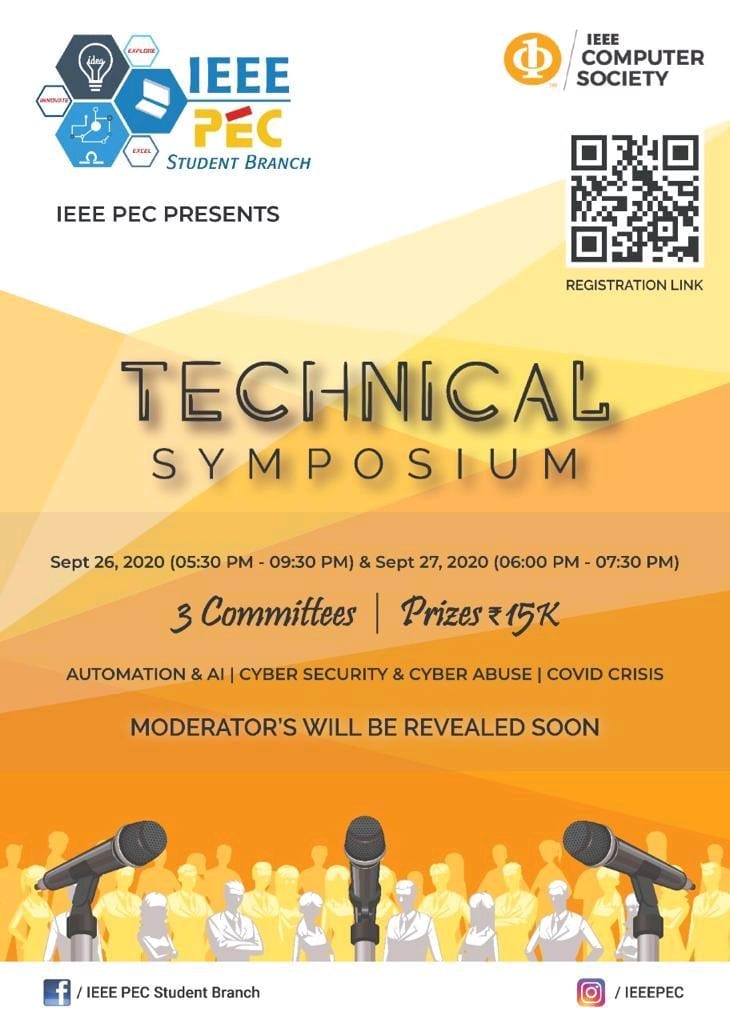 idea
EXPLORE
INNOVATE
EXCEL
IEEE
PEC
STUDENT BRANCH
IEEE
COMPUTER
SOCIETY
IEEE PEC PRESENTS
REGISTRATION LINK
TECHNICAL
SYMPOSIUM
Sept 26, 2020 (05:30 PM - 09:30 PM) & Sept 27, 2020 (06:00 PM - 07:30 PM)
3 Committees | Prizes ₹15K
AUTOMATION & AI | CYBER SECURITY & CYBER ABUSE | COVID CRISIS
MODERATOR'S WILL BE REVEALED SOON
/ IEEE PEC Student Branch
/ IEEEPEC